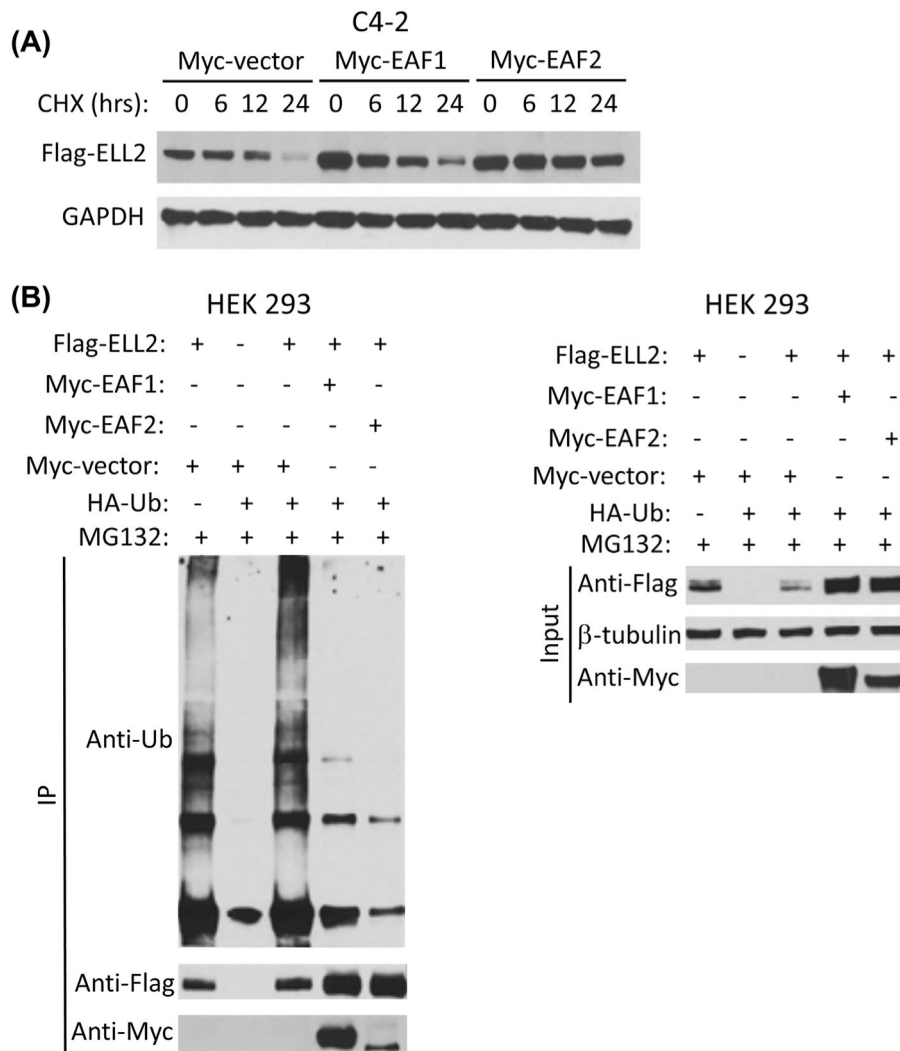 (A)
C4-2
Myc-vector Myc-EAF1 Myc-EAF2
CHX (hrs): 0 6 12 24 0 6 12 24 0 6 12 24
Flag-ELL2
GAPDH
(B)
HEK 293
Flag-ELL2: + - + + +
Myc-EAF1: - - - + -
Myc-EAF2: - - - - +
Myc-vector: + + + - -
HA-Ub: - + + + +
MG132: + + + + +
IP
Anti-Ub
Anti-Flag
Anti-Myc
HEK 293
Flag-ELL2: + - + + +
Myc-EAF1: - - - + -
Myc-EAF2: - - - - +
Myc-vector: + + + - -
HA-Ub: - + + + +
MG132: + + + + +
Input
Anti-Flag
β-tubulin
Anti-Myc